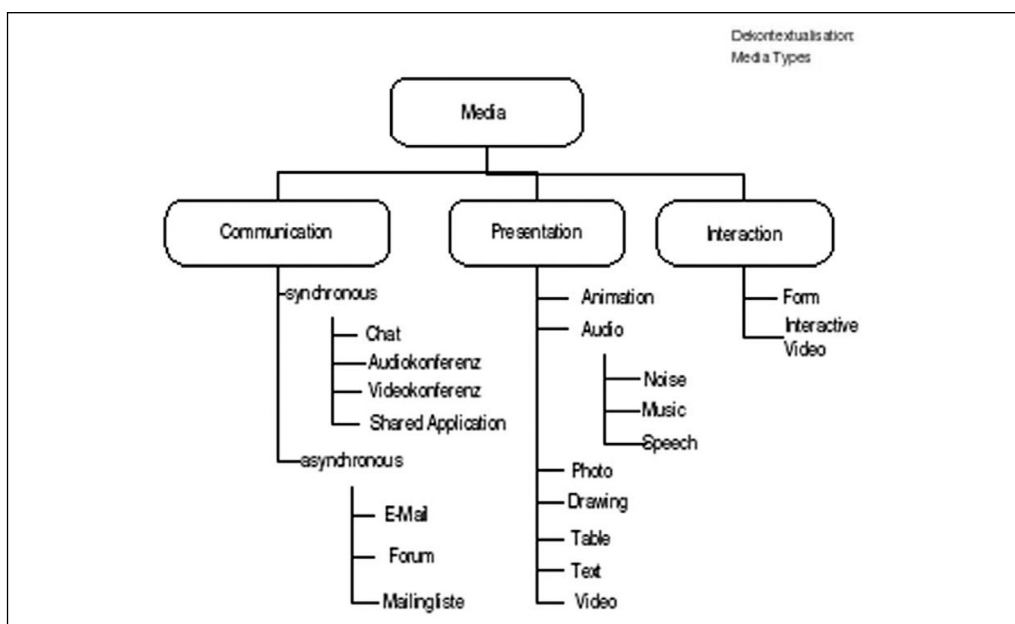 Dekontextualisation:
Media Types
Media
Communication
Presentation
Interaction
synchronous
Chat
Audiokonferenz
Videokonferenz
Shared Application
asynchronous
E-Mail
Forum
Mailingliste
Animation
Audio
Noise
Music
Speech
Photo
Drawing
Table
Text
Video
Form
Interactive
Video